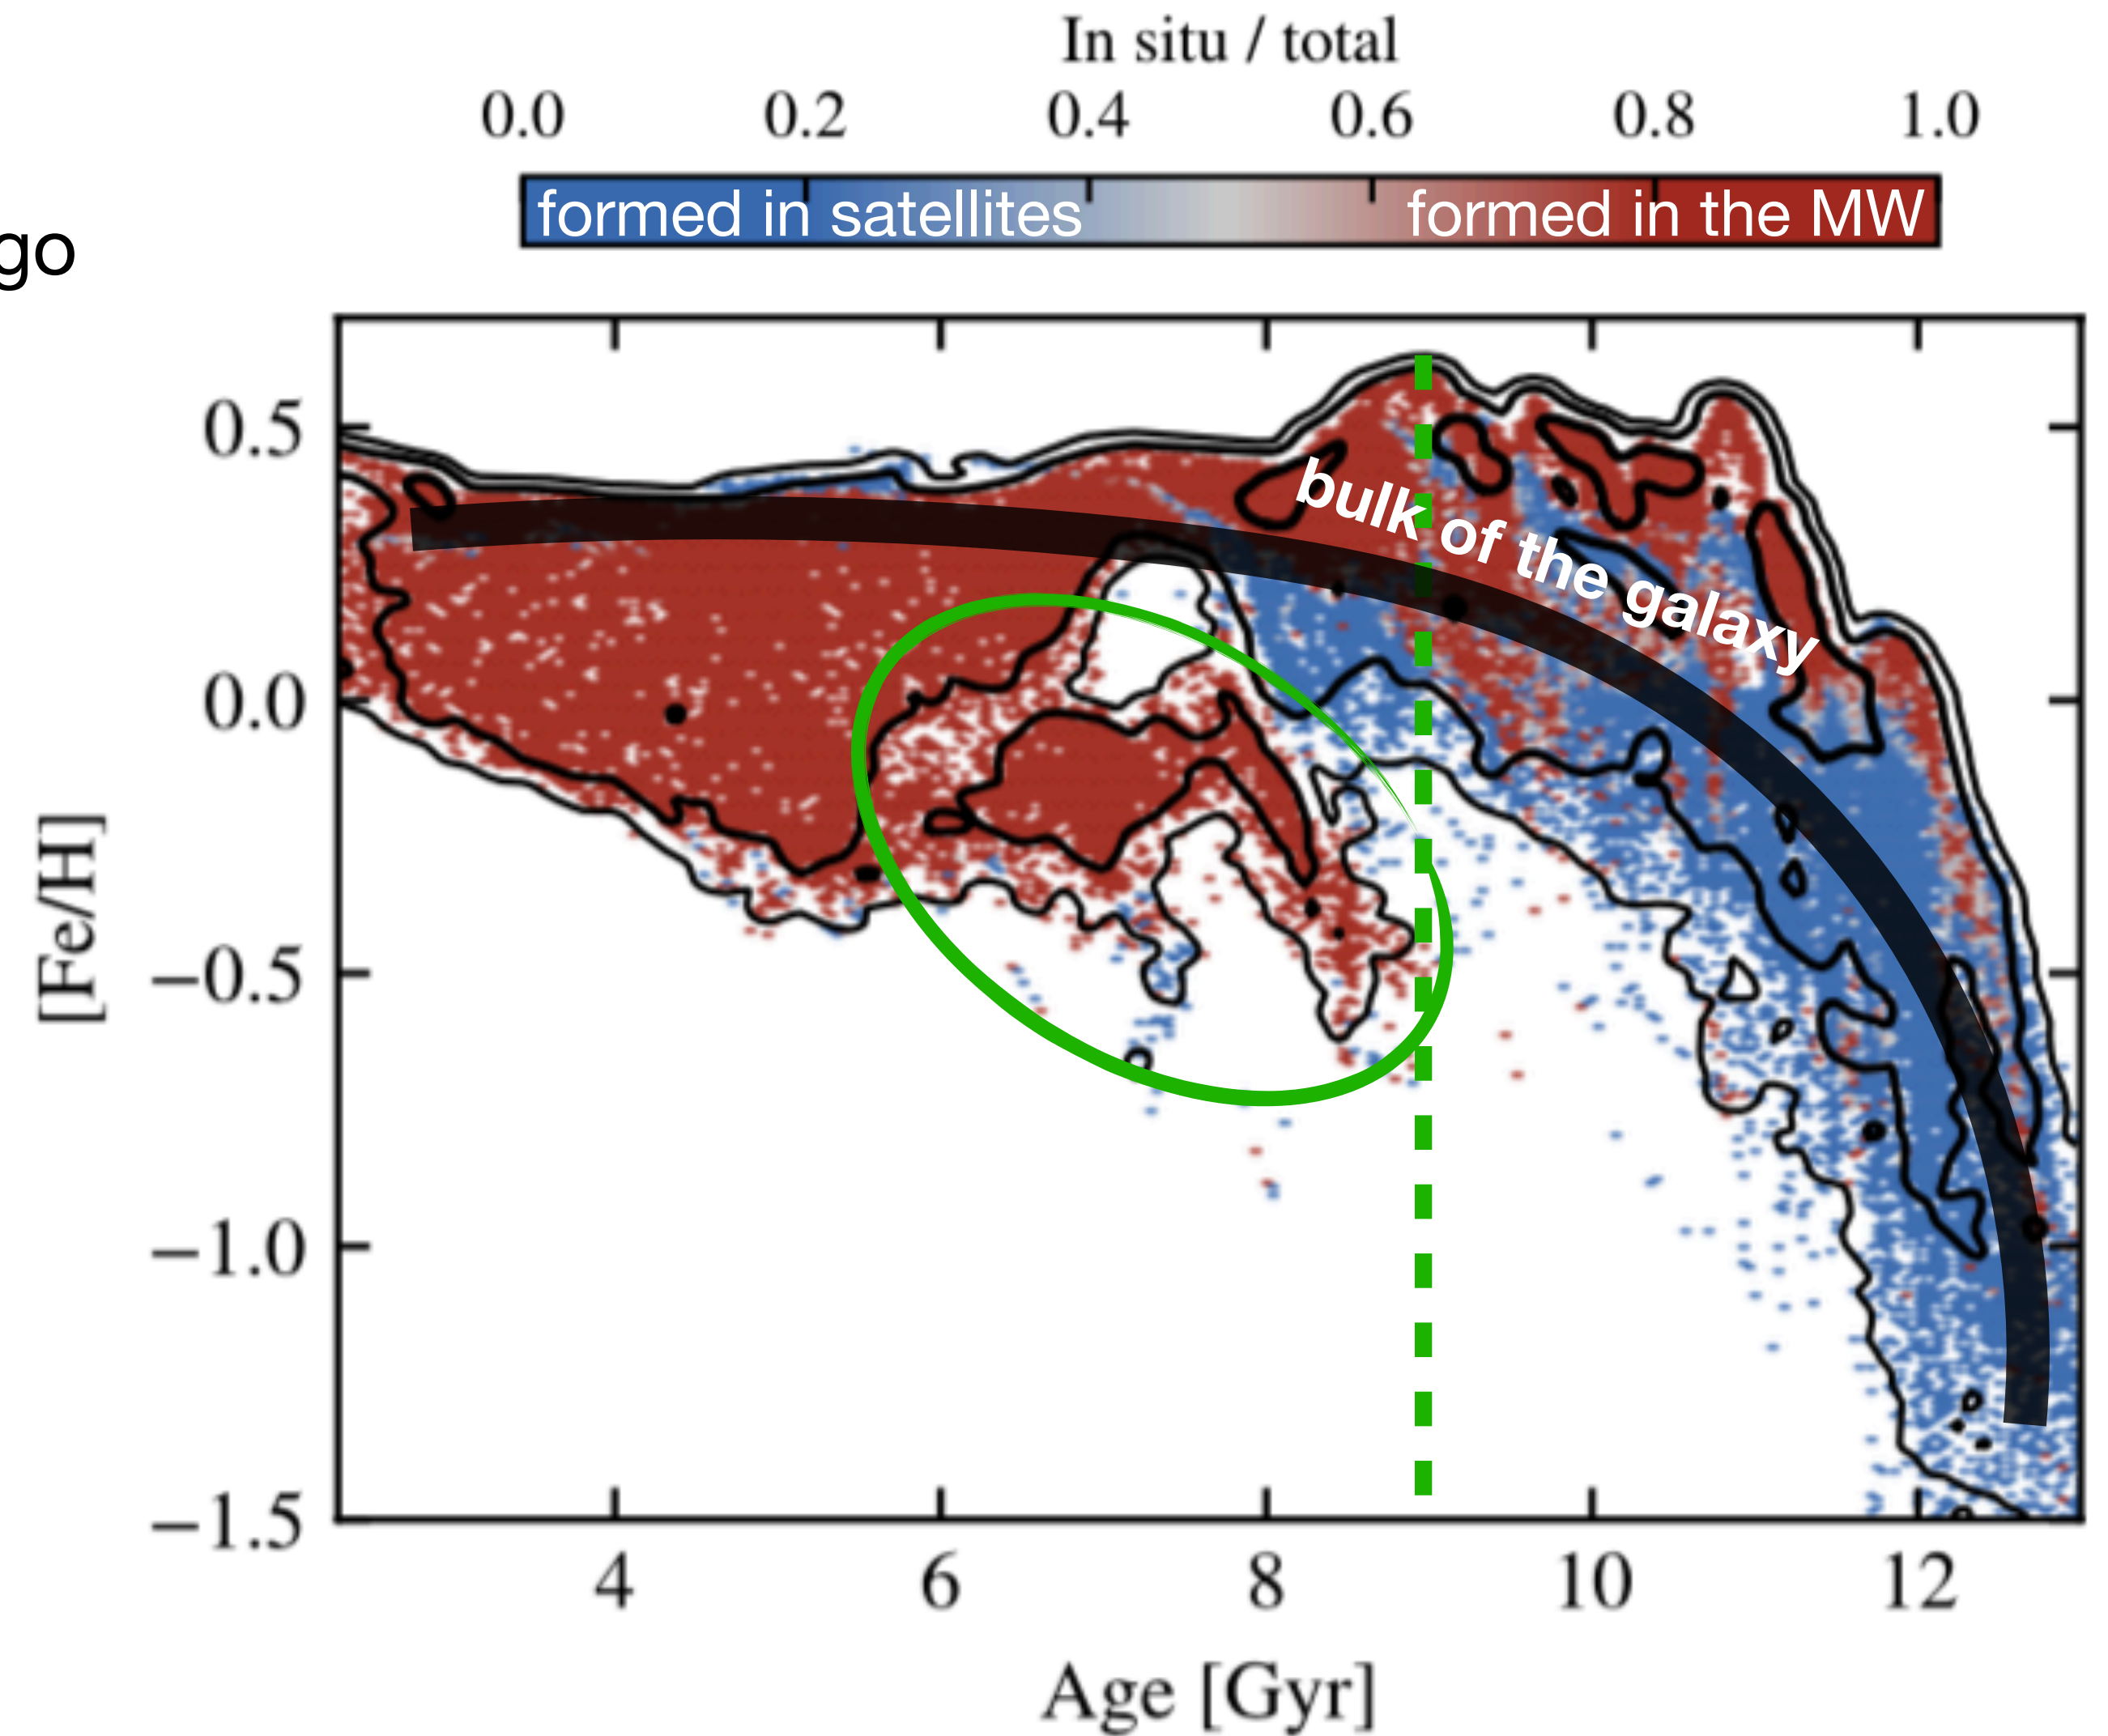 In situ / total
0.0 0.2 0.4 0.6 0.8 1.0
formed in satellites formed in the MW
go
bulk of the galaxy
0.5
0.0
−0.5
−1.0
−1.5
[Fe/H]
4 6 8 10 12
Age [Gyr]